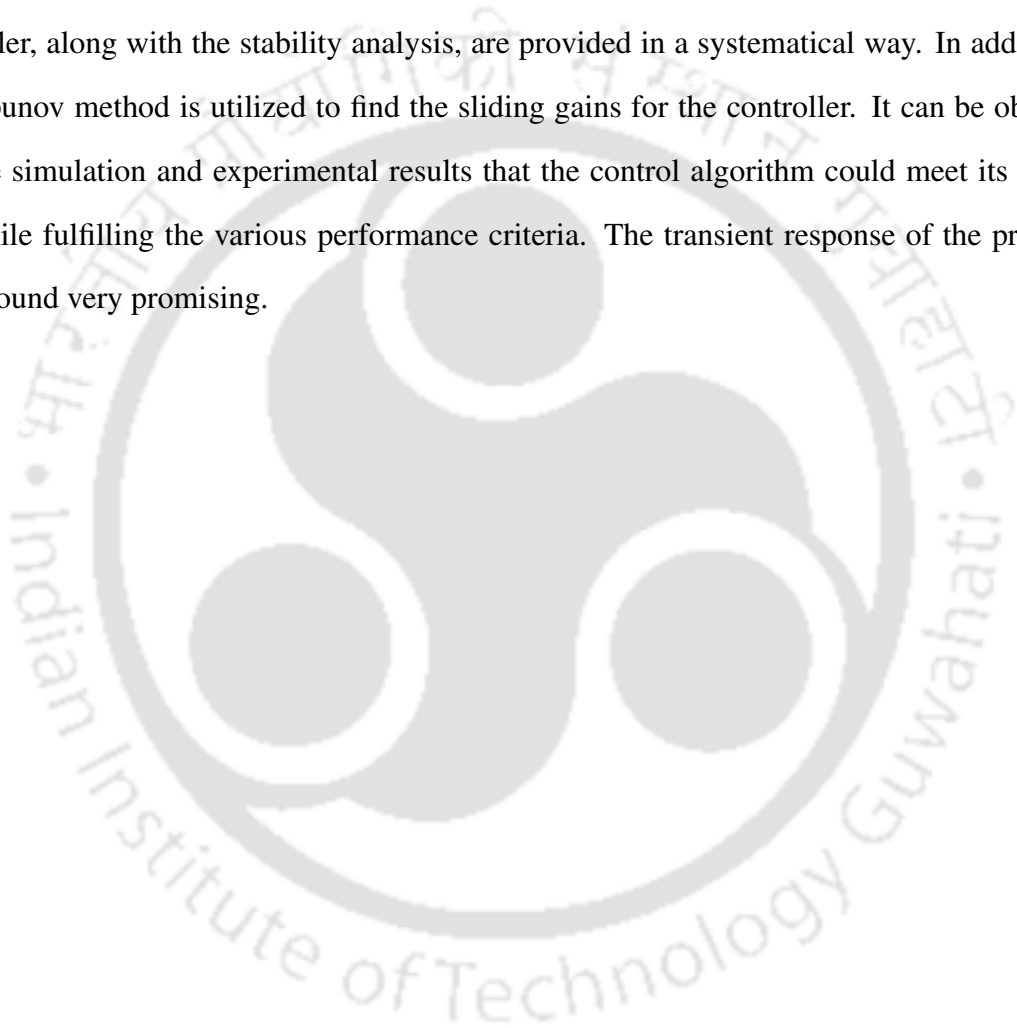 ler, along with the stability analysis, are provided in a systematical way. In add
unov method is utilized to find the sliding gains for the controller. It can be ob
simulation and experimental results that the control algorithm could meet its
ile fulfilling the various performance criteria. The transient response of the pr
ound very promising.
भारतीय प्रौद्योगिकी संस्थान गुवाहाटी
Indian Institute of Technology Guwahati